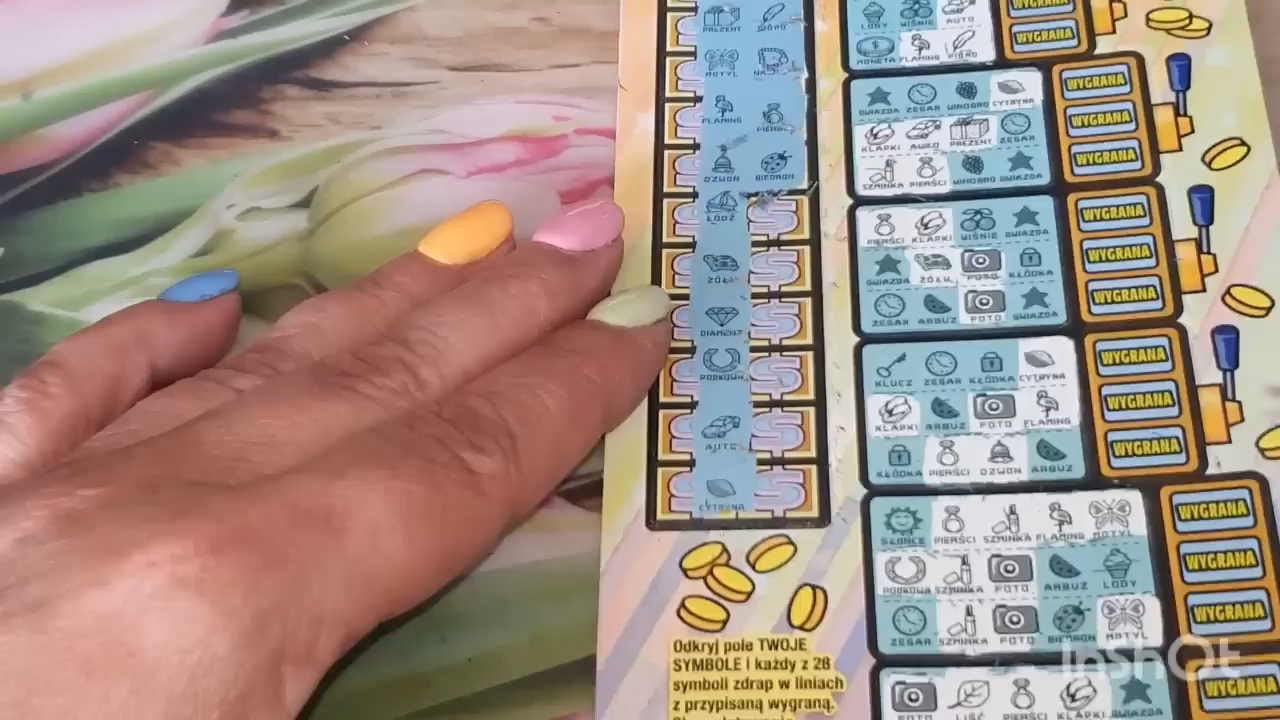 PREZENT PIÓRO
MOTYL
FLAMING PIERŚC
DZWON BIEDRON
ŁÓDŹ
ŻÓŁW
DIAMENT
PODKOWA
AUTO
CYTRYNA
LODY WIŚNIE AUTO
MONETA FLAMING PIÓRO
WYGRANA
WYGRANA
GWIAZDA ZEGAR WINOGRO CYTRYNA
KLAPKI AUTO PREZENT ZEGAR
SZMINKA PIERŚCI WINOGRO GWIAZDA
WYGRANA
WYGRANA
WYGRANA
PIERŚCI KLAPKI WIŚNIE GWIAZDA
GWIAZDA ŻÓŁW FOTO KŁÓDKA
ZEGAR ARBUZ FOTO GWIAZDA
WYGRANA
WYGRANA
WYGRANA
KLUCZ ZEGAR KŁÓDKA CYTRYNA
KLAPKI ARBUZ FOTO FLAMING
KŁÓDKA PIERŚCI DZWON ARBUZ
WYGRANA
WYGRANA
WYGRANA
SŁOŃCE PIERŚCI SZMINKA FLAMING MOTYL
PODKOWA SZMINKA FOTO ARBUZ LODY
ZEGAR SZMINKA FOTO BIEDRON MOTYL
WYGRANA
WYGRANA
WYGRANA
FOTO LIŚĆ PIERŚCI KLAPKI GWIAZDA
WYGRANA
Odkryj pole TWOJE
SYMBOLE i każdy z 28
symboli zdrap w liniach
z przypisaną wygraną.
InShOt